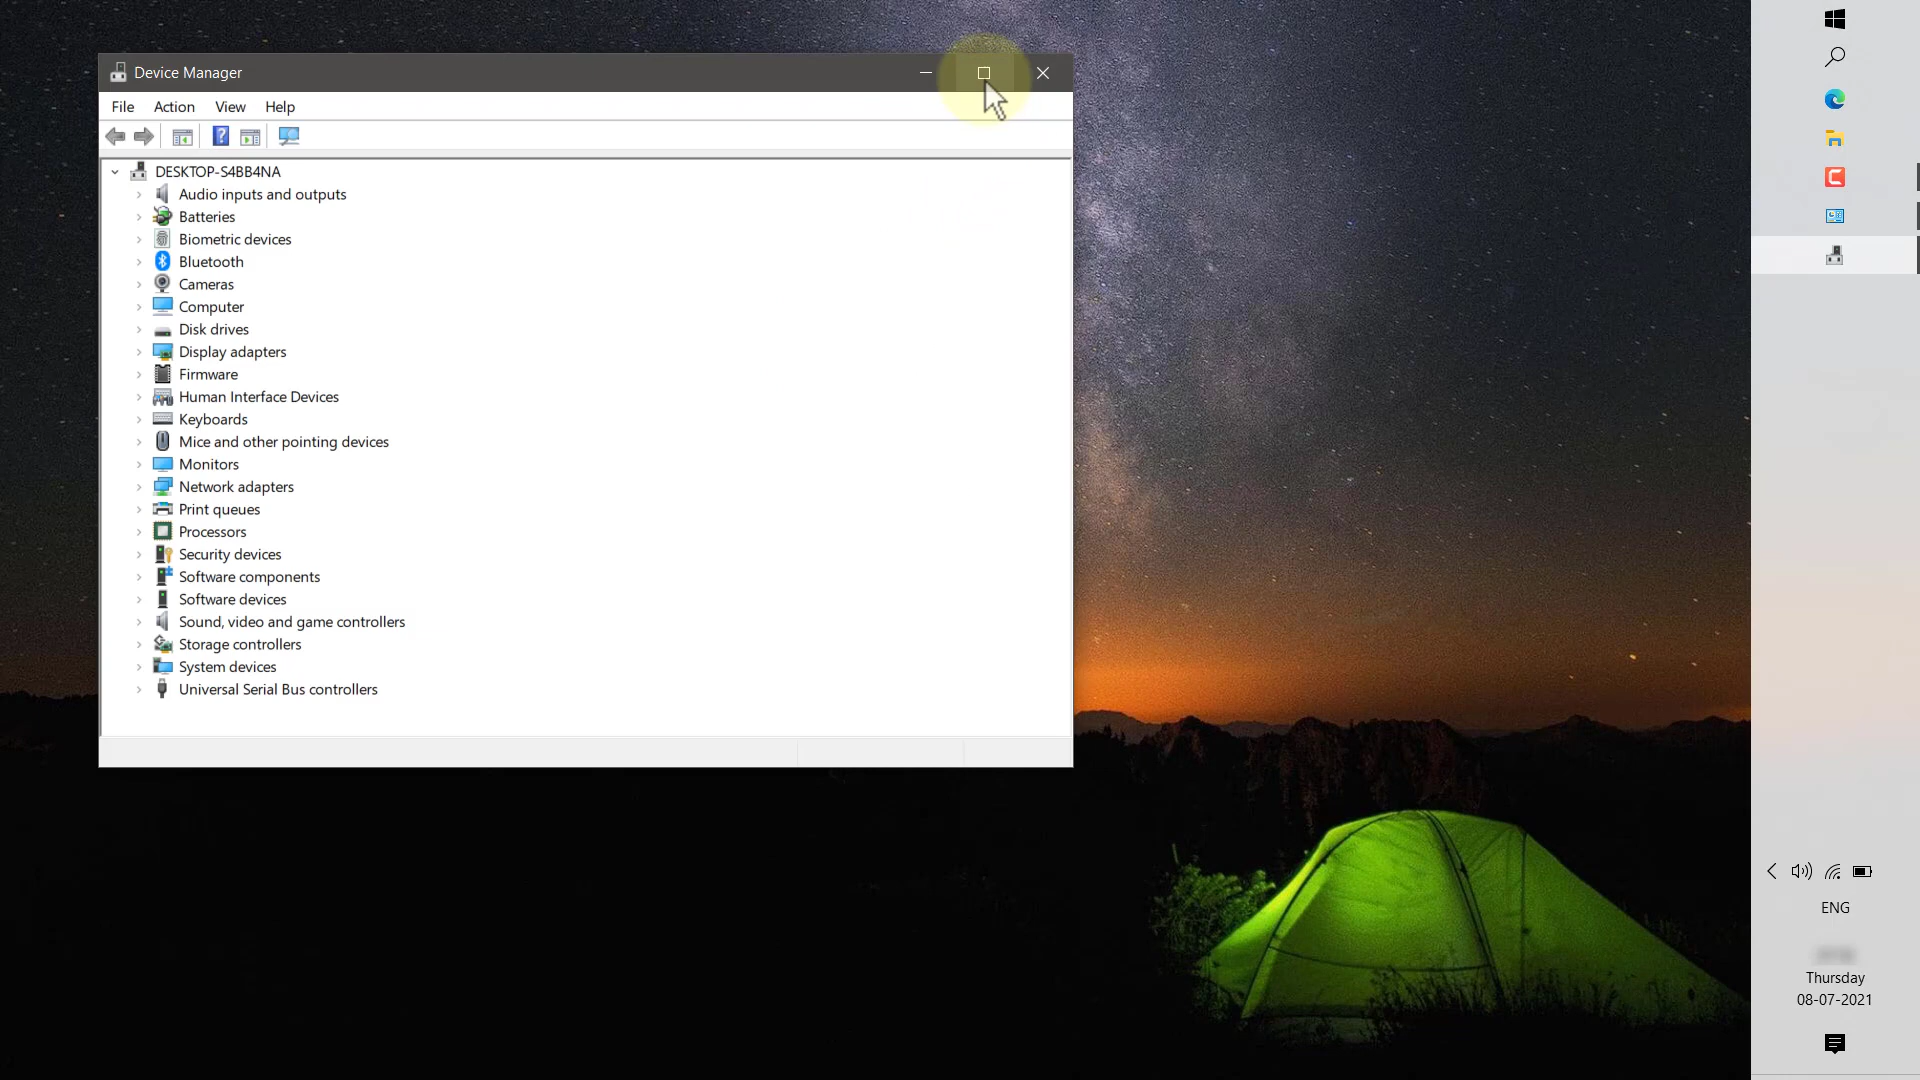 Device Manager
File Action View Help
DESKTOP-S4BB4NA
Audio inputs and outputs
Batteries
Biometric devices
Bluetooth
Cameras
Computer
Disk drives
Display adapters
Firmware
Human Interface Devices
Keyboards
Mice and other pointing devices
Monitors
Network adapters
Print queues
Processors
Security devices
Software components
Software devices
Sound, video and game controllers
Storage controllers
System devices
Universal Serial Bus controllers
ENG
Thursday
08-07-2021